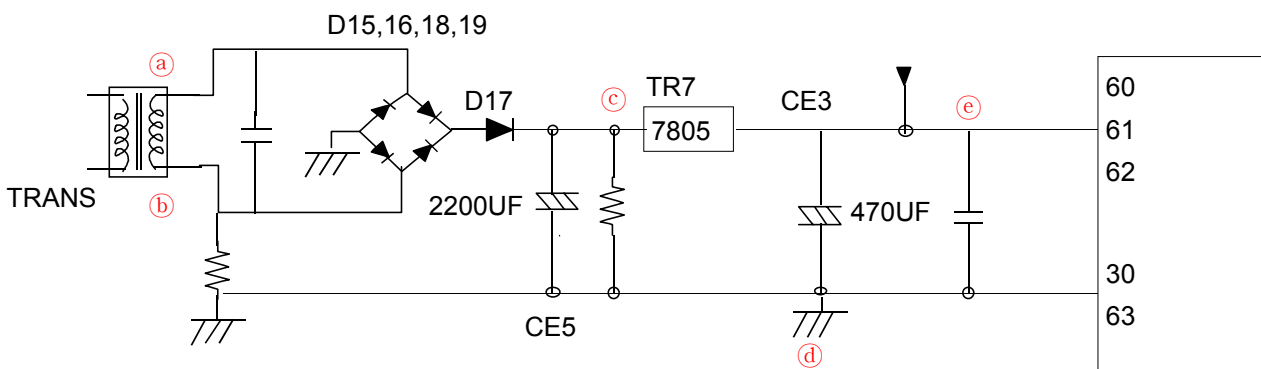 D15,16,18,19
ⓐ
TRANS
ⓑ
D17
ⓒ
TR7
7805
2200UF
CE5
CE3
470UF
ⓓ
ⓔ
60
61
62
30
63